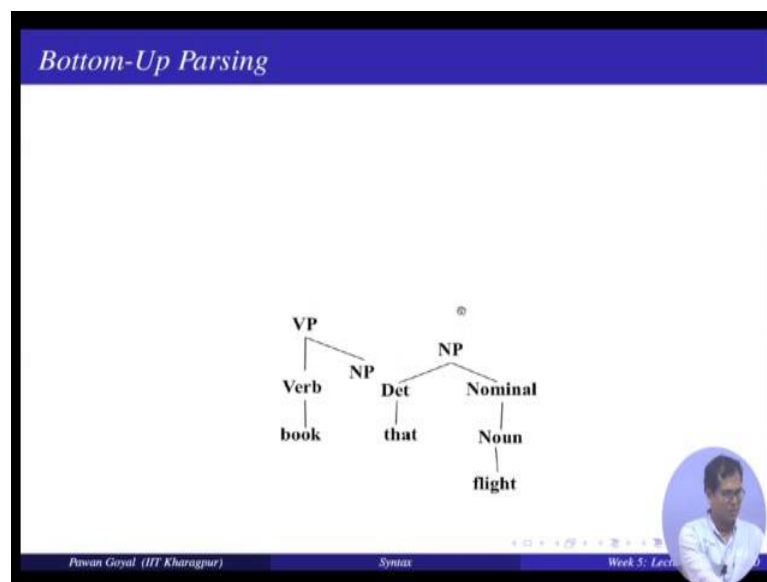 Bottom-Up Parsing
VP
NP
NP
Verb
Det
Nominal
book
that
Noun
flight
Pawan Goyal (IIT Kharagpur)
Syntax
Week 5: